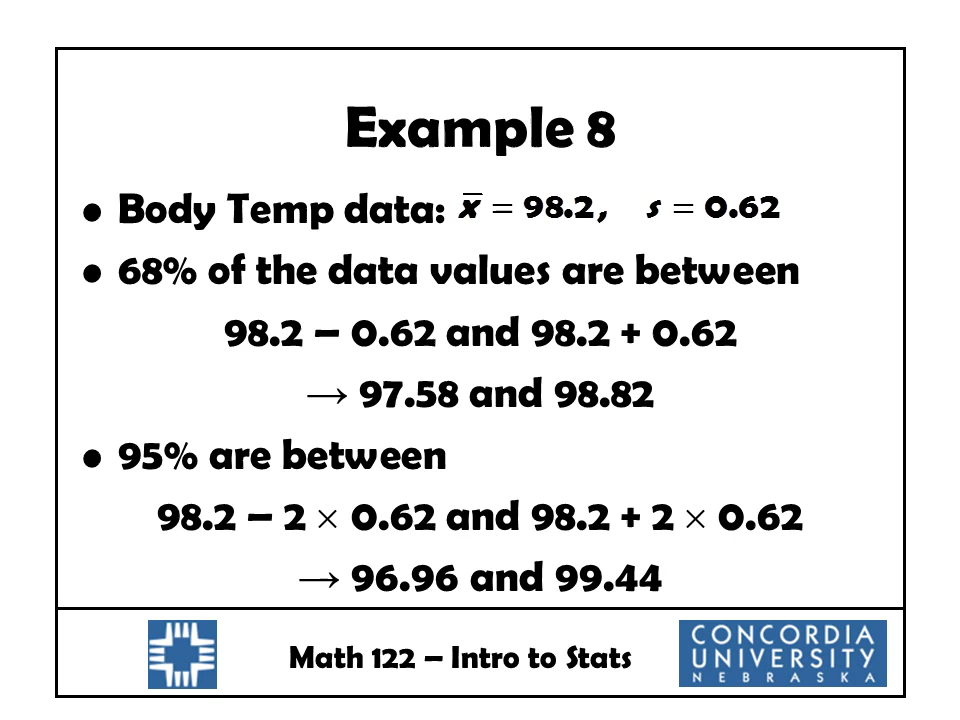 Example 8
• Body Temp data: x̅ = 98.2, s = 0.62
• 68% of the data values are between
98.2 – 0.62 and 98.2 + 0.62
→ 97.58 and 98.82
• 95% are between
98.2 – 2 × 0.62 and 98.2 + 2 × 0.62
→ 96.96 and 99.44
Math 122 – Intro to Stats
CONCORDIA
UNIVERSITY
NEBRASKA